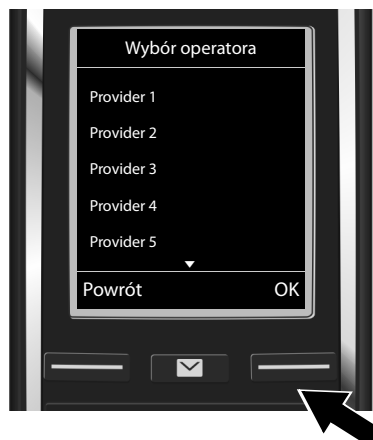 Wybór operatora
Provider 1
Provider 2
Provider 3
Provider 4
Provider 5
Powrót OK